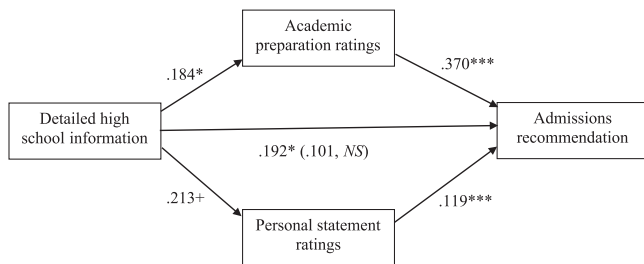 Academic
preparation ratings
.184*
.370***
Detailed high
school information
Admissions
recommendation
.192* (.101, NS)
.213+
.119***
Personal statement
ratings